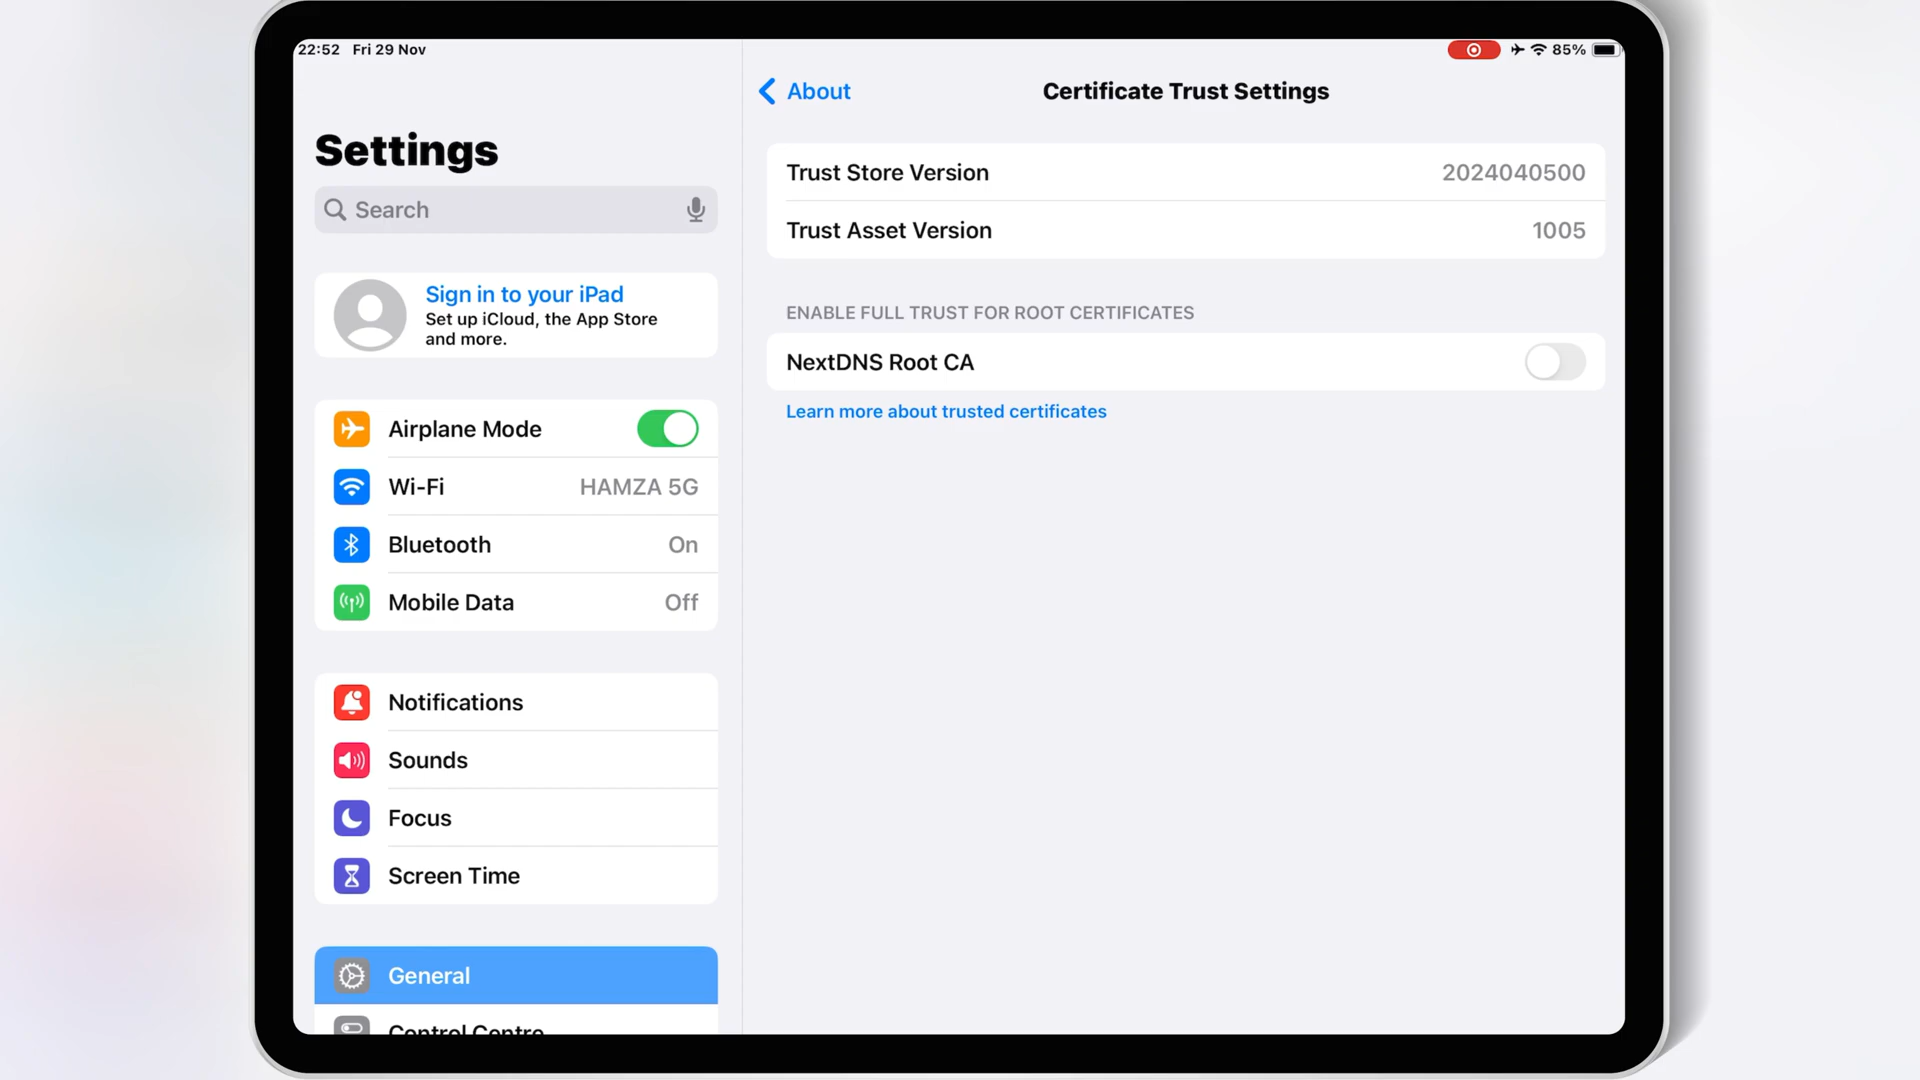 22:52 Fri 29 Nov
85%
Settings
Search
Sign in to your iPad
Set up iCloud, the App Store
and more.
Airplane Mode
Wi-Fi HAMZA 5G
Bluetooth On
Mobile Data Off
Notifications
Sounds
Focus
Screen Time
General
Control Centre
About
Certificate Trust Settings
Trust Store Version 2024040500
Trust Asset Version 1005
ENABLE FULL TRUST FOR ROOT CERTIFICATES
NextDNS Root CA
Learn more about trusted certificates